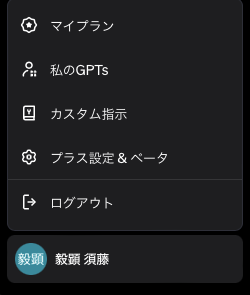 マイプラン
私のGPTs
カスタム指示
プラス設定 & ベータ
ログアウト
毅顕 毅顕 須藤